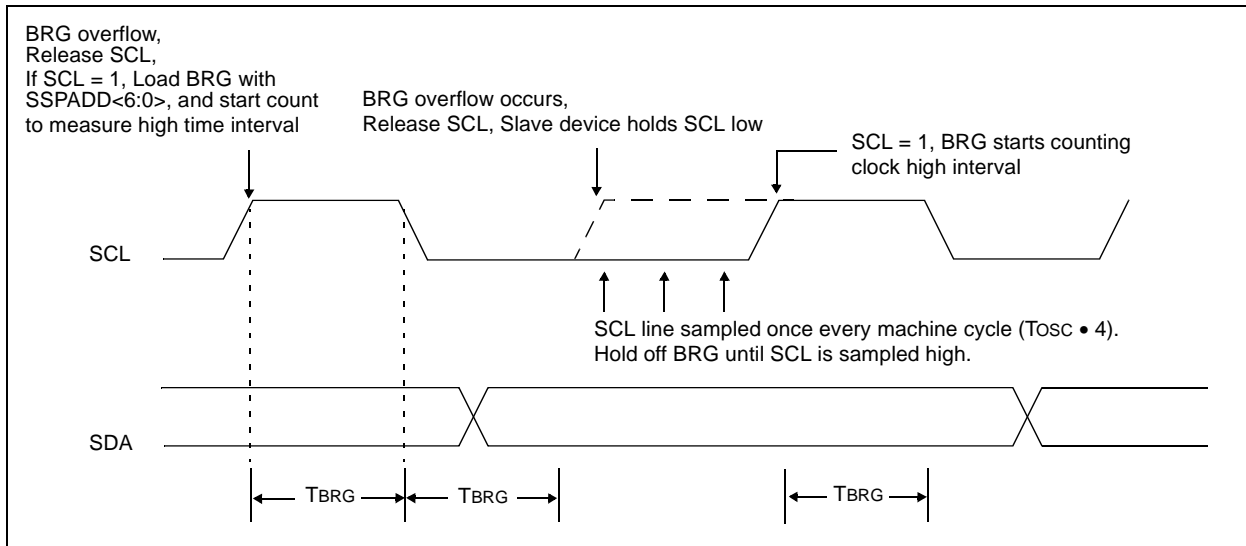 BRG overflow,
Release SCL,
If SCL = 1, Load BRG with
SSPADD<6:0>, and start count
to measure high time interval
BRG overflow occurs,
Release SCL, Slave device holds SCL low
SCL = 1, BRG starts counting
clock high interval
SCL
SCL line sampled once every machine cycle (TOSC • 4).
Hold off BRG until SCL is sampled high.
SDA
TBRG
TBRG
TBRG